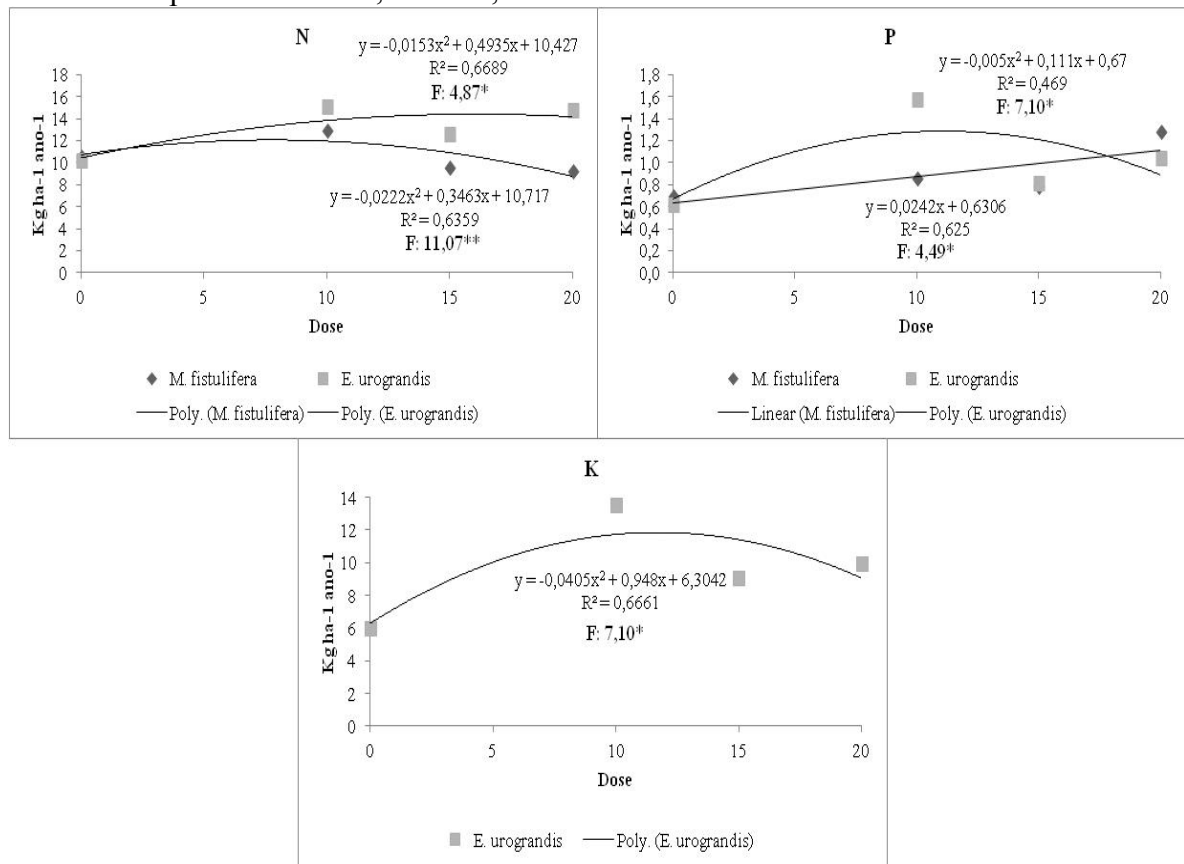 N
y = -0,0153x² + 0,4935x + 10,427
R² = 0,6689
F: 4,87*
18
16
14
12
10
8
6
4
2
0
Kg ha-1 ano-1
y = -0,0222x² + 0,3463x + 10,717
R² = 0,6359
F: 11,07**
0 5 10 15 20
Dose
M. fistulifera E. urograndis
Poly. (M. fistulifera) Poly. (E. urograndis)
P
y = -0,005x² + 0,111x + 0,67
R² = 0,469
F: 7,10*
1,8
1,6
1,4
1,2
1,0
0,8
0,6
0,4
0,2
0,0
Kg ha-1 ano-1
y = 0,0242x + 0,6306
R² = 0,625
F: 4,49*
0 5 10 15 20
Dose
M. fistulifera E. urograndis
Linear (M. fistulifera) Poly. (E. urograndis)
K
14
12
10
8
6
4
2
0
Kg ha-1 ano-1
y = -0,0405x² + 0,948x + 6,3042
R² = 0,6661
F: 7,10*
0 5 10 15 20
Dose
E. urograndis Poly. (E. urograndis)